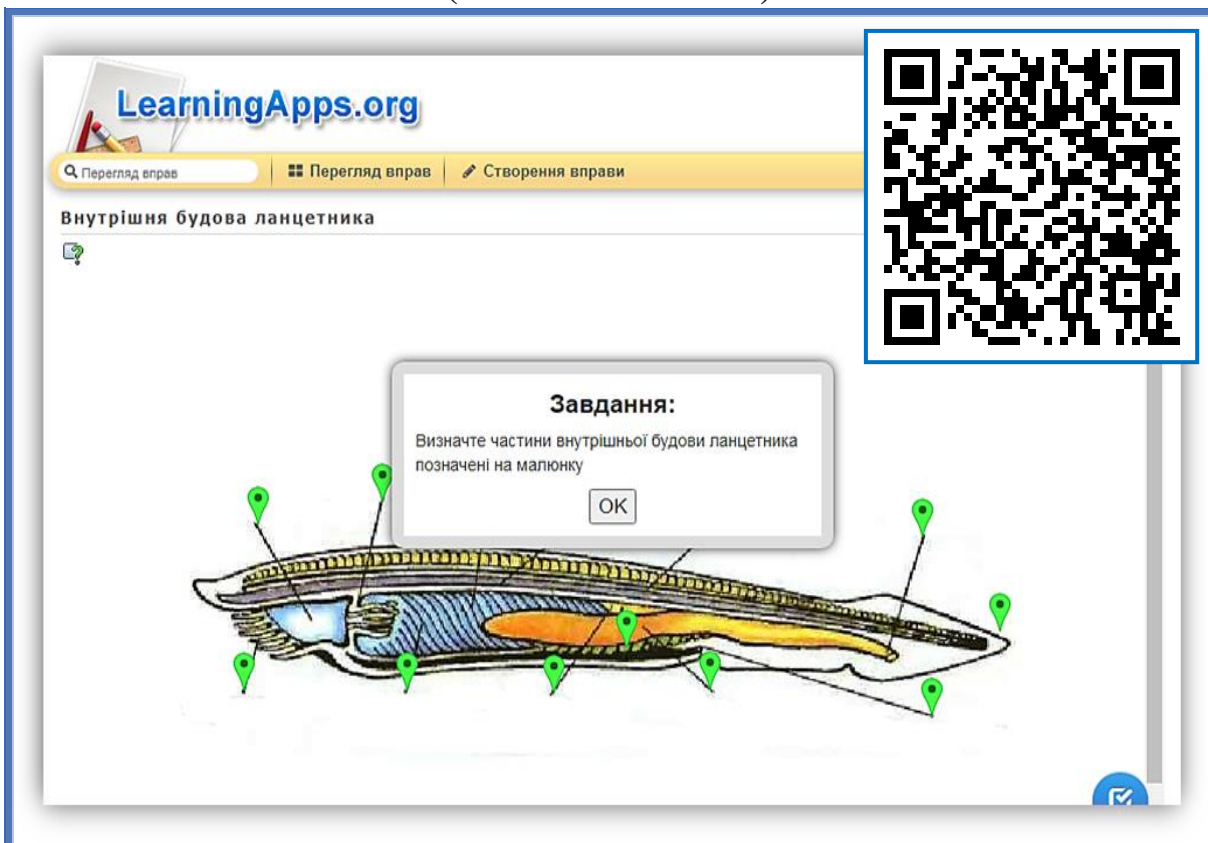 LearningApps.org
Перегляд вправ
Перегляд вправ
Створення вправи
Внутрішня будова ланцетника
Завдання:
Визначте частини внутрішньої будови ланцетника
позначені на малюнку
OK